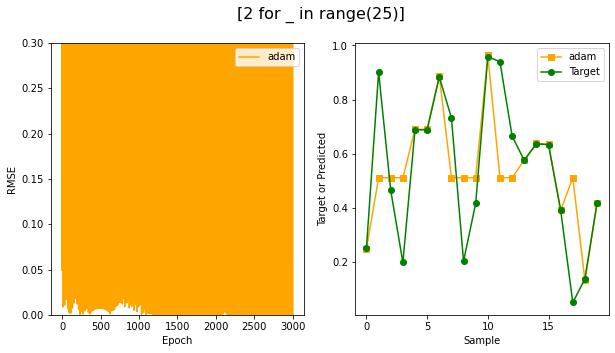 [2 for _ in range(25)]
0.30
0.25
0.20
0.15
0.10
0.05
0.00
RMSE
0
500
1000
1500
2000
2500
3000
Epoch
adam
1.0
0.8
0.6
0.4
0.2
Target or Predicted
0
5
10
15
Sample
adam
Target